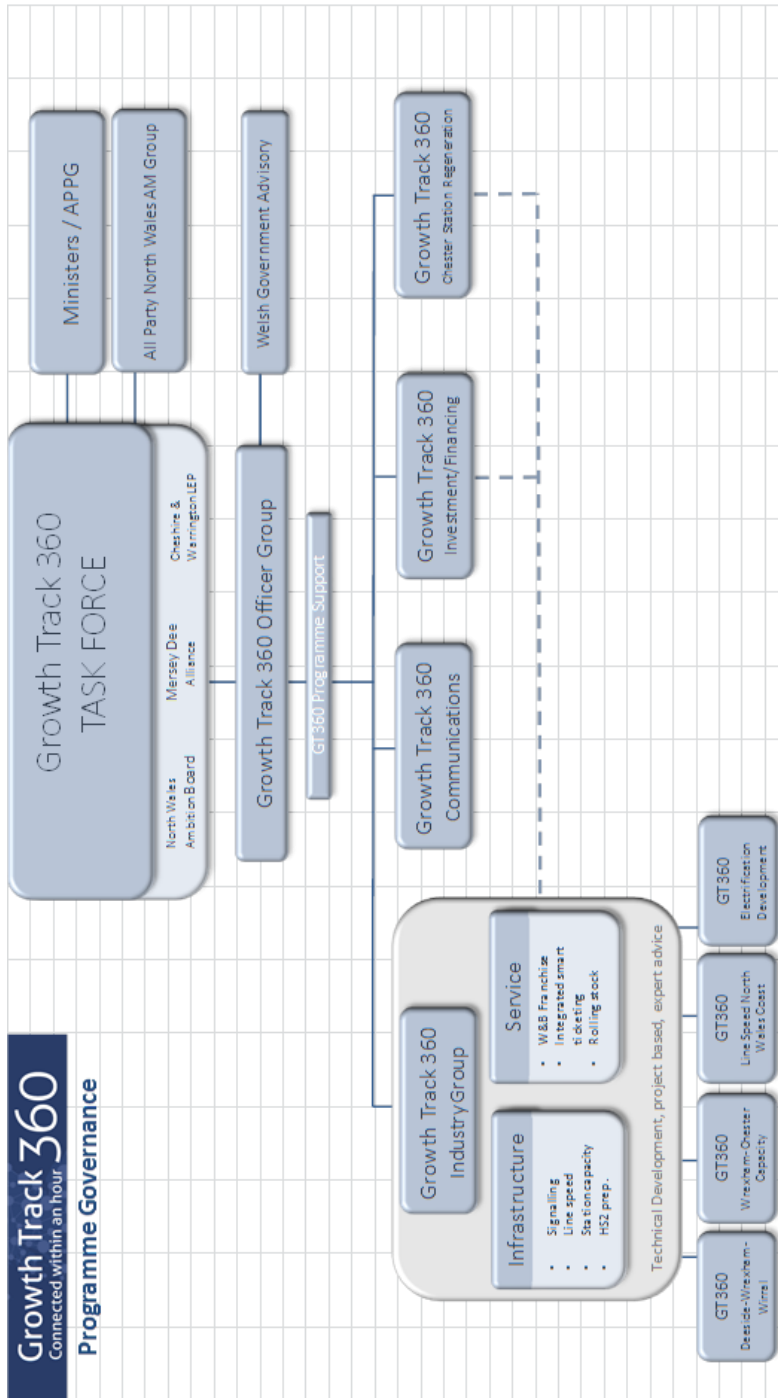 Growth Track 360
Connected within an hour
Programme Governance
Growth Track 360
TASK FORCE
North Wales
Ambition Board
Mersey Dee
Alliance
Cheshire &
Warrington LEP
Ministers / APPG
All Party North Wales AM Group
Growth Track 360 Officer Group
Welsh Government Advisory
GT360 Programme Support
Growth Track 360
Industry Group
Infrastructure
• Signalling
• Line speed
• Station capacity
• HS2 prep.
Service
• W&B Franchise
• Integrated smart
ticketing
• Rolling stock
Technical Development, project based, expert advice
Growth Track 360
Communications
Growth Track 360
Investment/Financing
Growth Track 360
Chester Station Regeneration
GT360
Deeside-Wrexham-
Wirral
GT360
Wrexham-Chester
Capacity
GT360
Line Speed North
Wales Coast
GT360
Electrification
Development